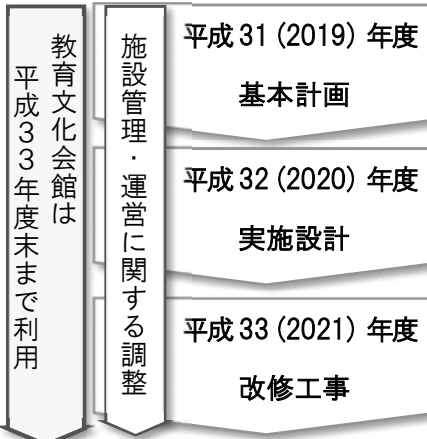 教育文化会館は
平成33年度末まで利用
施設管理・運営に関する調整
平成 31 (2019) 年度
基本計画
平成 32 (2020) 年度
実施設計
平成 33 (2021) 年度
改修工事